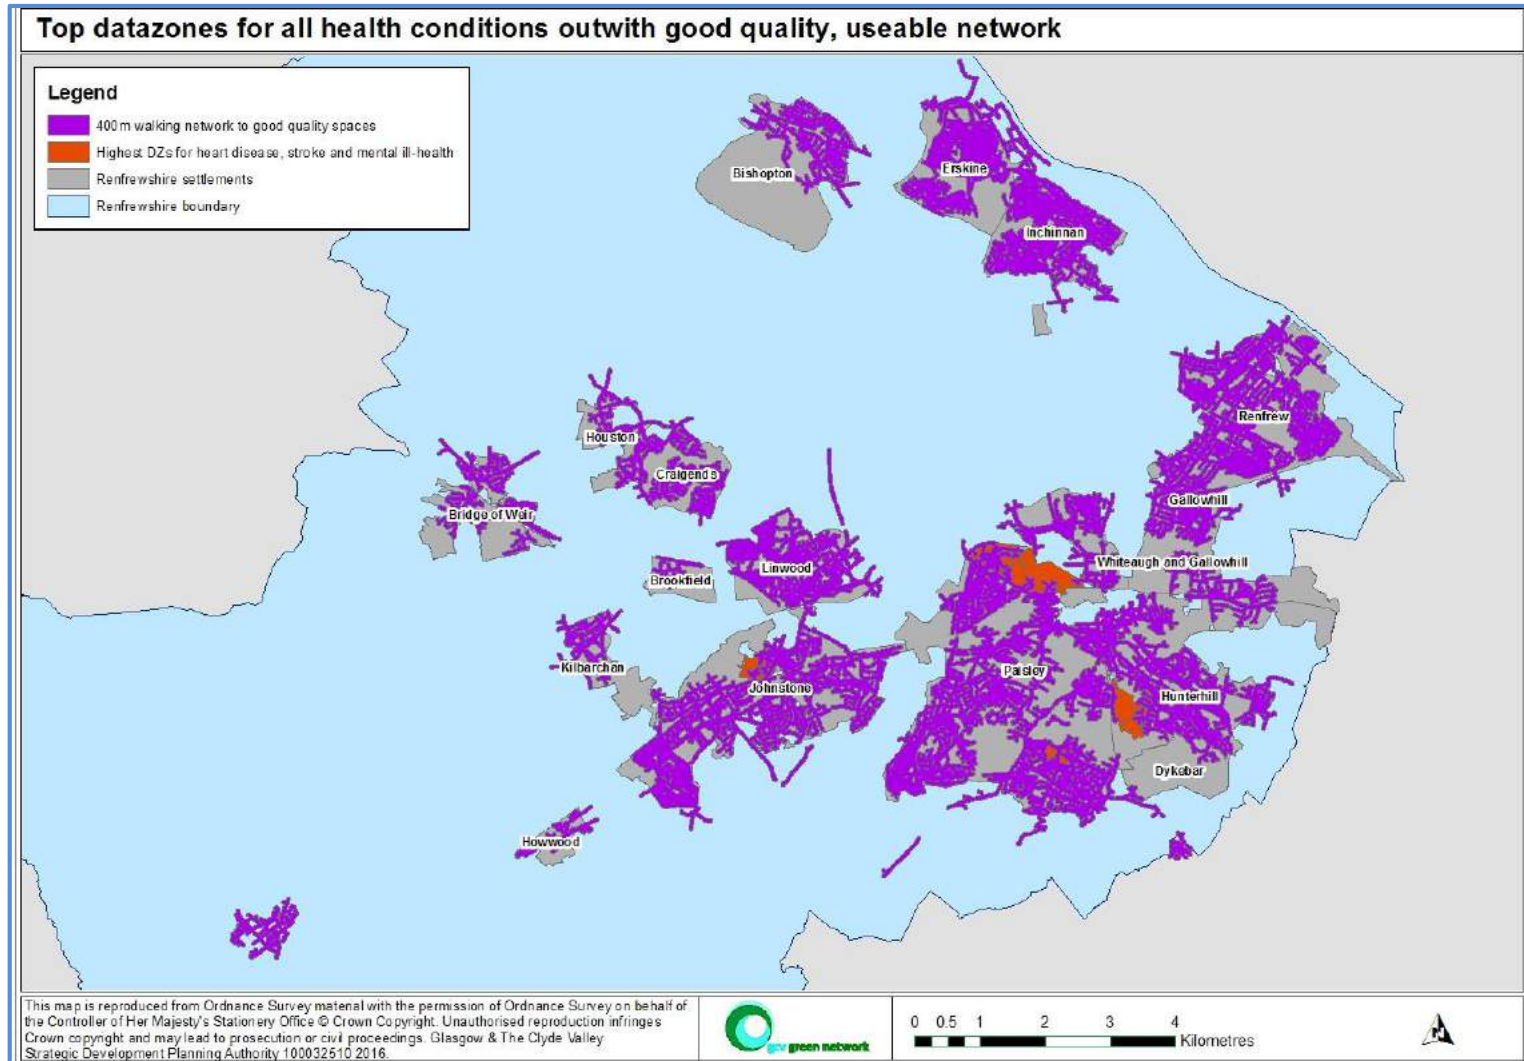 Top datazones for all health conditions outwith good quality, useable network
Legend
400m walking network to good quality spaces
Highest DZs for heart disease, stroke and mental ill-health
Renfrewshire settlements
Renfrewshire boundary
Bishopton
Erskine
Inchinnan
Renfrew
Houston
Craigends
Gallowhill
Bridge of Weir
Whiteaugh and Gallowhill
Linwood
Brookfield
Kilbarchan
Paisley
Johnstone
Hunterhill
Dykebar
Howwood
This map is reproduced from Ordnance Survey material with the permission of Ordnance Survey on behalf of
the Controller of Her Majesty's Stationery Office © Crown Copyright. Unauthorised reproduction infringes
Crown copyright and may lead to prosecution or civil proceedings. Glasgow & The Clyde Valley
Strategic Development Planning Authority 100032510 2016.
gcv green network
0 0.5 1 2 3 4
Kilometres